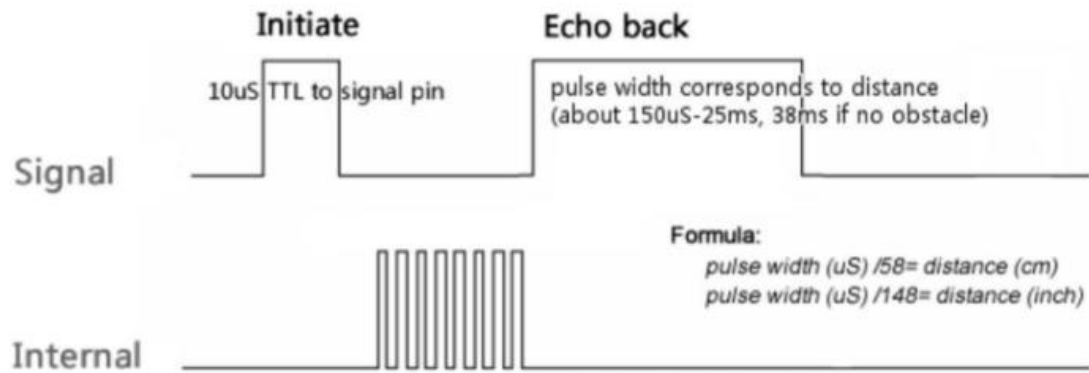 Initiate
Echo back
10uS TTL to signal pin
pulse width corresponds to distance
(about 150uS-25ms, 38ms if no obstacle)
Signal
Formula:
pulse width (uS) /58= distance (cm)
pulse width (uS) /148= distance (inch)
Internal